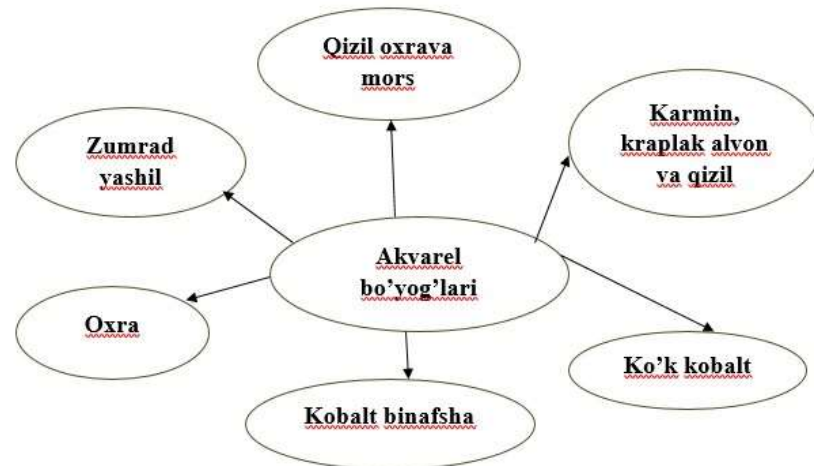 Qizil oxrava
mors
Karmin,
kraplak alvon
va qizil
Zumrad
yashil
Akvarel
bo’yog’lari
Oxra
Ko’k kobalt
Kobalt binafsha